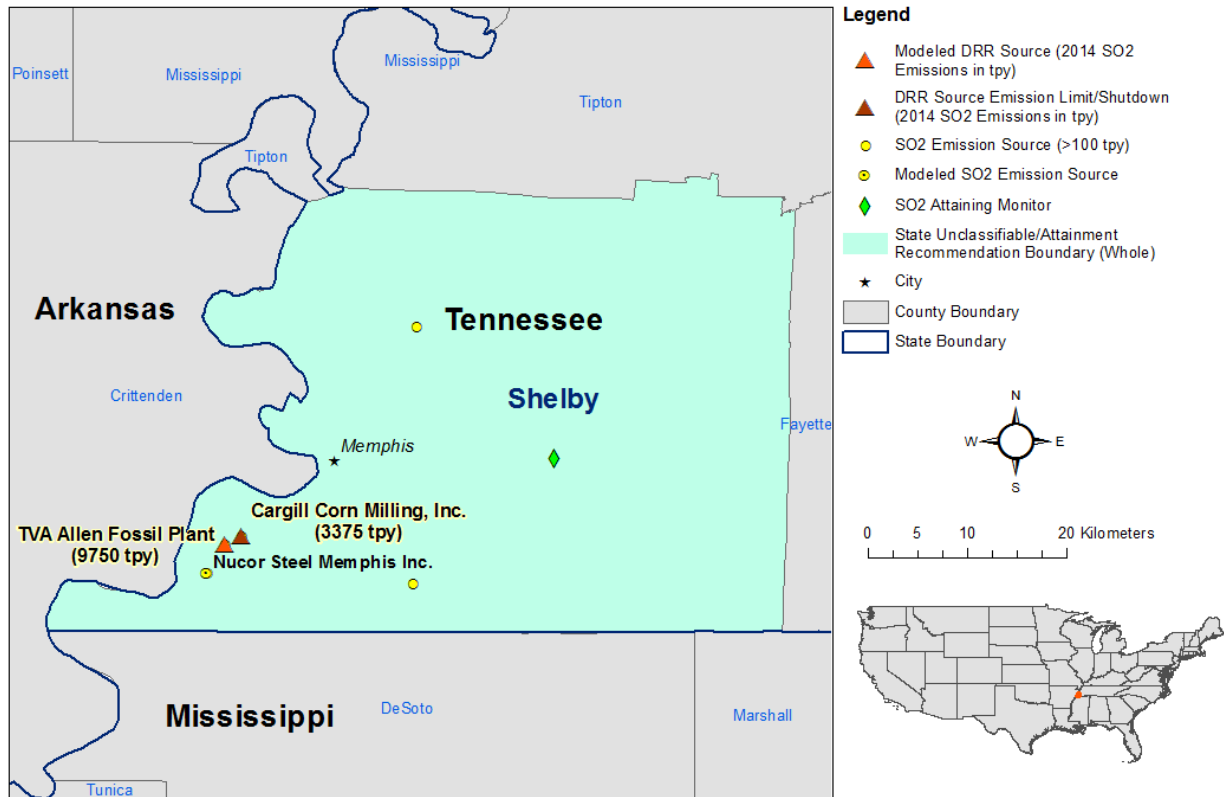 Poinsett
Mississippi
Mississippi
Tipton
Tipton
Arkansas
Tennessee
Crittenden
Shelby
Fayette
Memphis
Cargill Corn Milling, Inc.
(3375 tpy)
TVA Allen Fossil Plant
(9750 tpy)
Nucor Steel Memphis Inc.
Mississippi
DeSoto
Marshall
Tunica
Legend
Modeled DRR Source (2014 SO2
Emissions in tpy)
DRR Source Emission Limit/Shutdown
(2014 SO2 Emissions in tpy)
SO2 Emission Source (>100 tpy)
Modeled SO2 Emission Source
SO2 Attaining Monitor
State Unclassifiable/Attainment
Recommendation Boundary (Whole)
City
County Boundary
State Boundary
N
W E
S
0 5 10 20 Kilometers